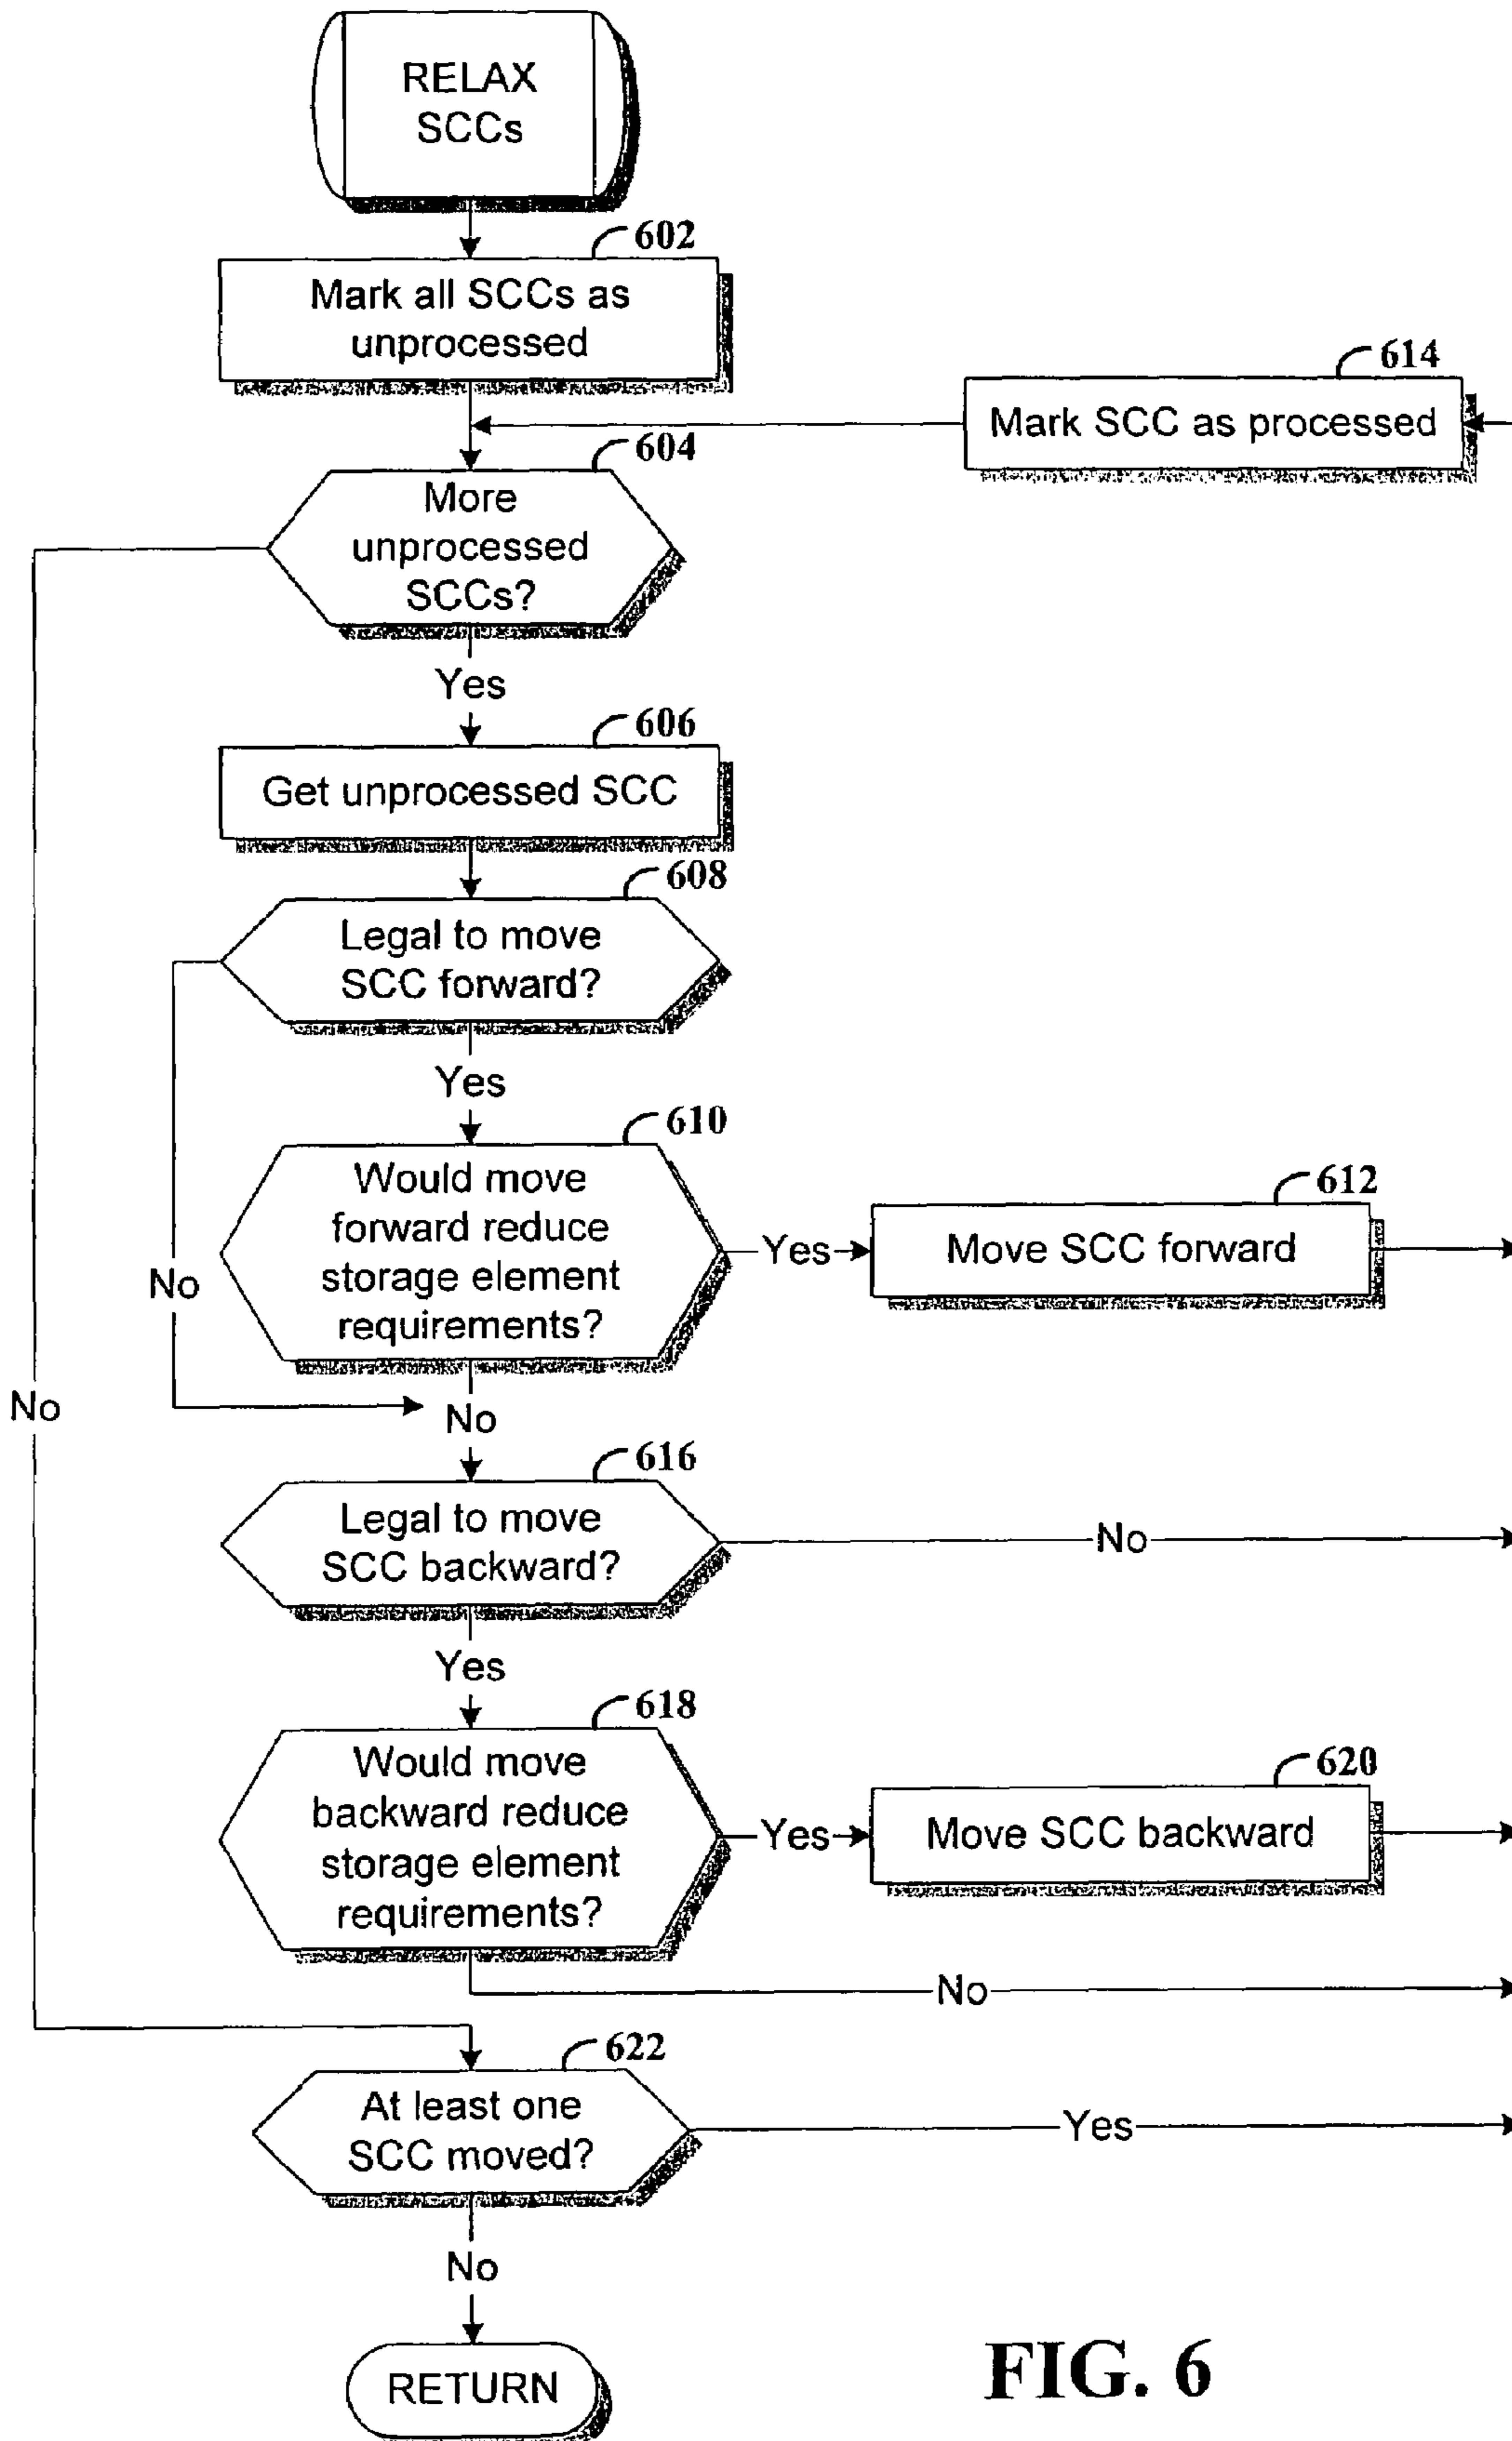 RELAX
SCCs
602
Mark all SCCs as
unprocessed
614
Mark SCC as processed
604
More
unprocessed
SCCs?
Yes
606
Get unprocessed SCC
608
Legal to move
SCC forward?
Yes
610
Would move
forward reduce
storage element
requirements?
Yes
612
Move SCC forward
No
No
No
616
Legal to move
SCC backward?
No
Yes
618
Would move
backward reduce
storage element
requirements?
Yes
620
Move SCC backward
No
622
At least one
SCC moved?
Yes
No
RETURN
FIG. 6